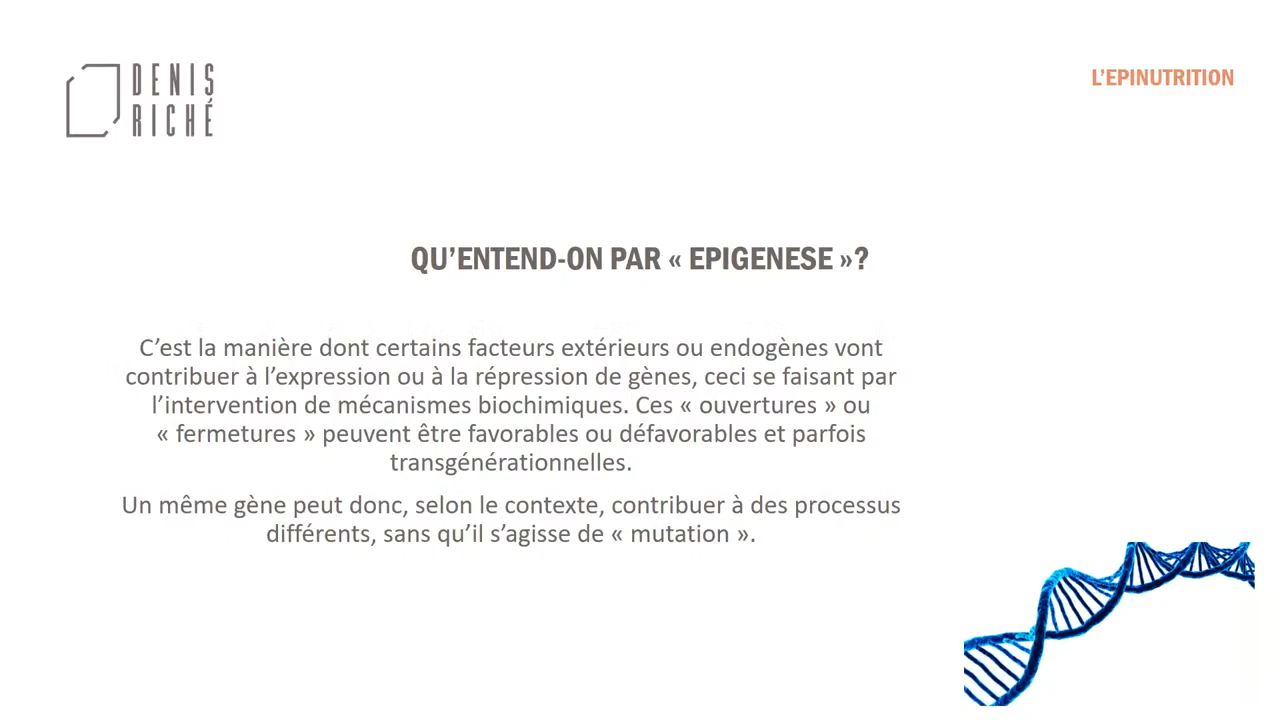 DENIS
RICHÉ
L'EPINUTRITION
QU'ENTEND-ON PAR « EPIGENESE »?
C'est la manière dont certains facteurs extérieurs ou endogènes vont
contribuer à l'expression ou à la répression de gènes, ceci se faisant par
l'intervention de mécanismes biochimiques. Ces « ouvertures » ou
« fermetures » peuvent être favorables ou défavorables et parfois
transgénérationnelles.
Un même gène peut donc, selon le contexte, contribuer à des processus
différents, sans qu'il s'agisse de « mutation ».